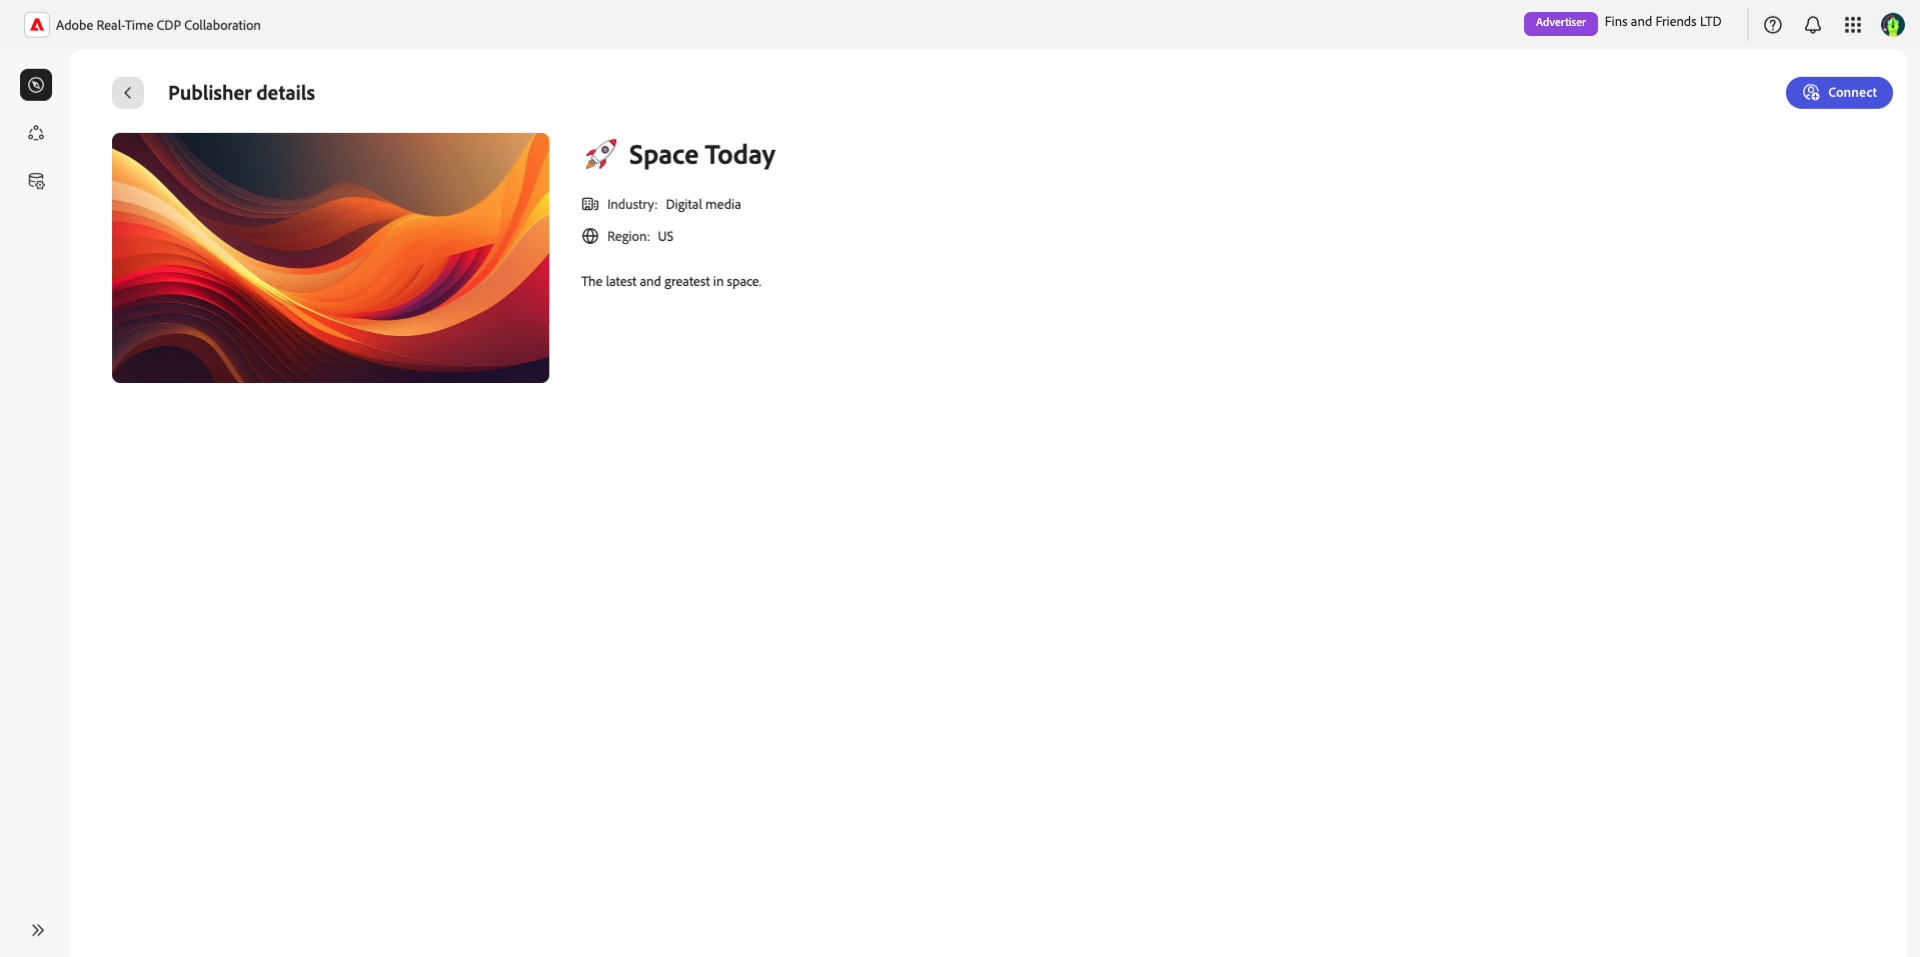 Adobe Real-Time CDP Collaboration
Advertiser Fins and Friends LTD
Publisher details
Connect
Space Today
Industry: Digital media
Region: US
The latest and greatest in space.